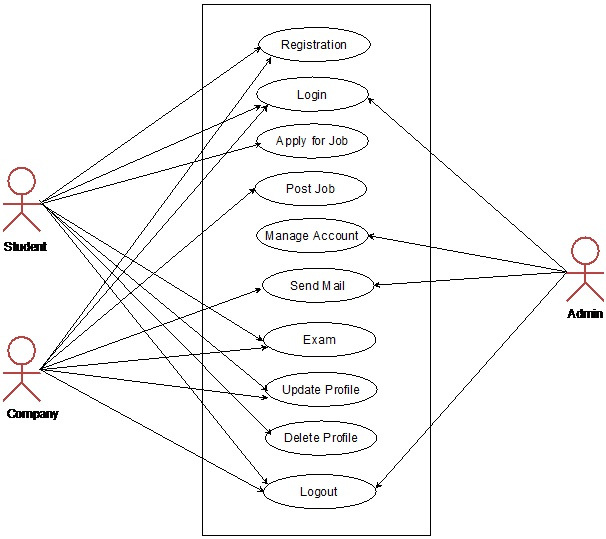 Registration
Login
Apply for Job
Post Job
Student
Manage Account
Send Mail
Admin
Exam
Update Profile
Company
Delete Profile
Logout